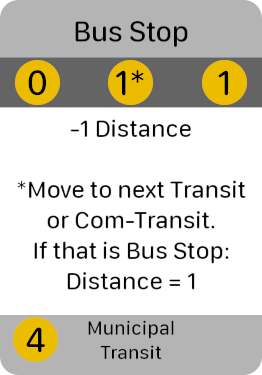 Bus Stop
0 1* 1
-1 Distance
*Move to next Transit
or Com-Transit.
If that is Bus Stop:
Distance = 1
4 Municipal
Transit